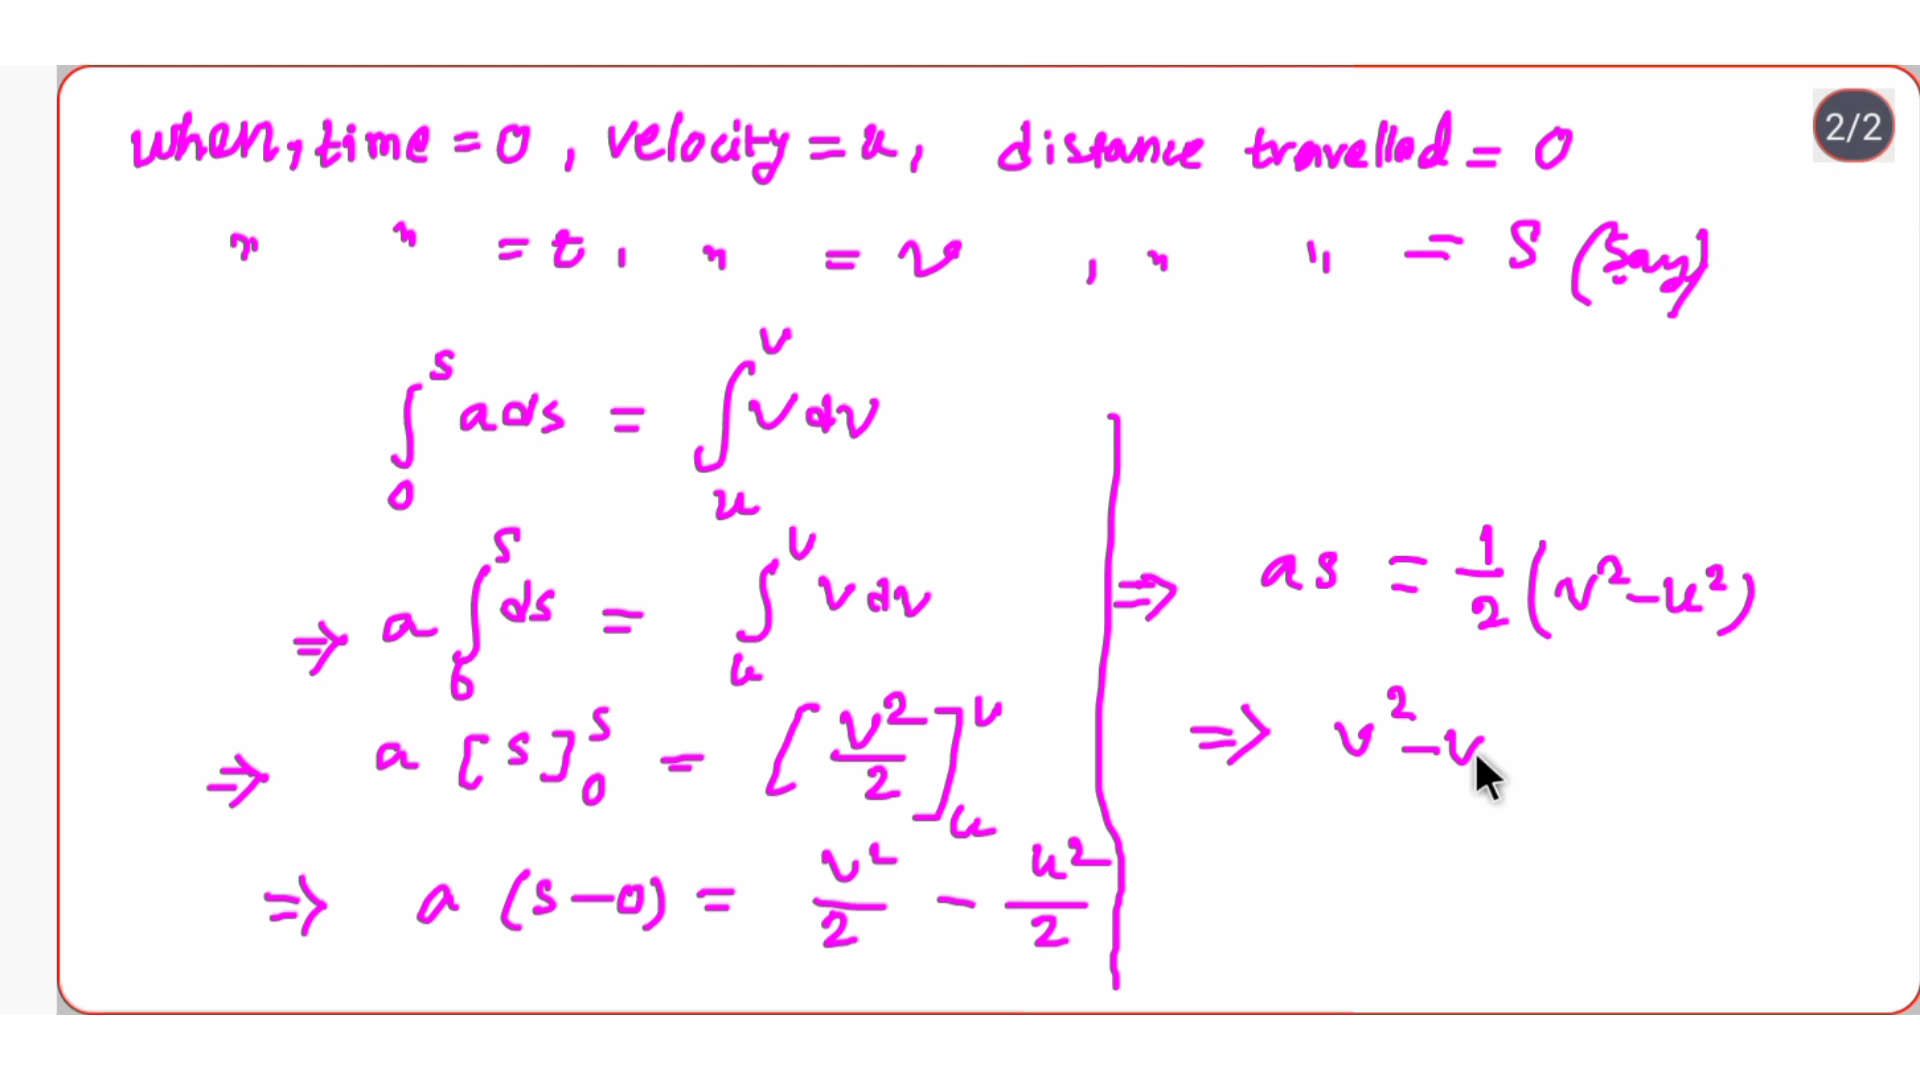 when, time = 0, velocity = u, distance travelled = 0
" " = t, " = v, " " = S (say)
∫₀ˢ a ds = ∫ᵤᵛ v dv
⇒ a ∫₀ˢ ds = ∫ᵤᵛ v dv
⇒ a [s]₀ˢ = [v²/2]ᵤᵛ
⇒ a (s-0) = v²/2 - u²/2
⇒ as = 1/2 (v²-u²)
⇒ v² - v
2/2